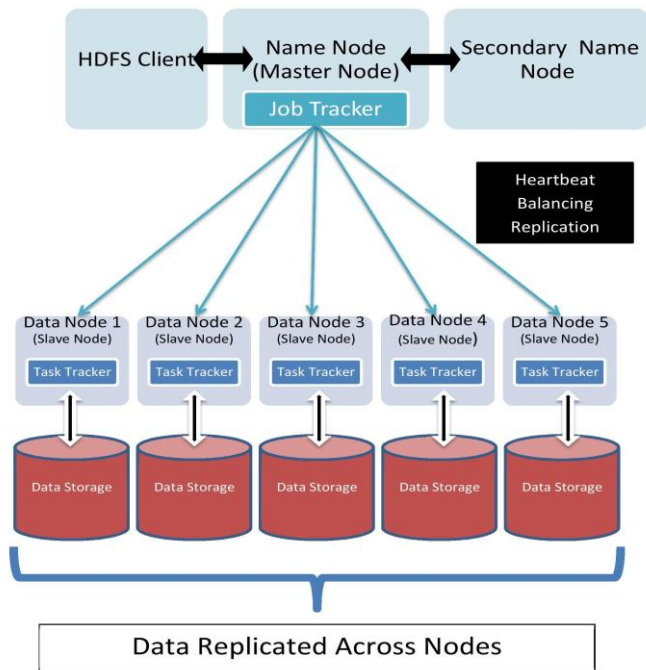 HDFS Client
Name Node
(Master Node)
Job Tracker
Secondary Name
Node
Heartbeat
Balancing
Replication
Data Node 1
(Slave Node)
Task Tracker
Data Node 2
(Slave Node)
Task Tracker
Data Node 3
(Slave Node)
Task Tracker
Data Node 4
(Slave Node)
Task Tracker
Data Node 5
(Slave Node)
Task Tracker
Data Storage
Data Storage
Data Storage
Data Storage
Data Storage
Data Replicated Across Nodes